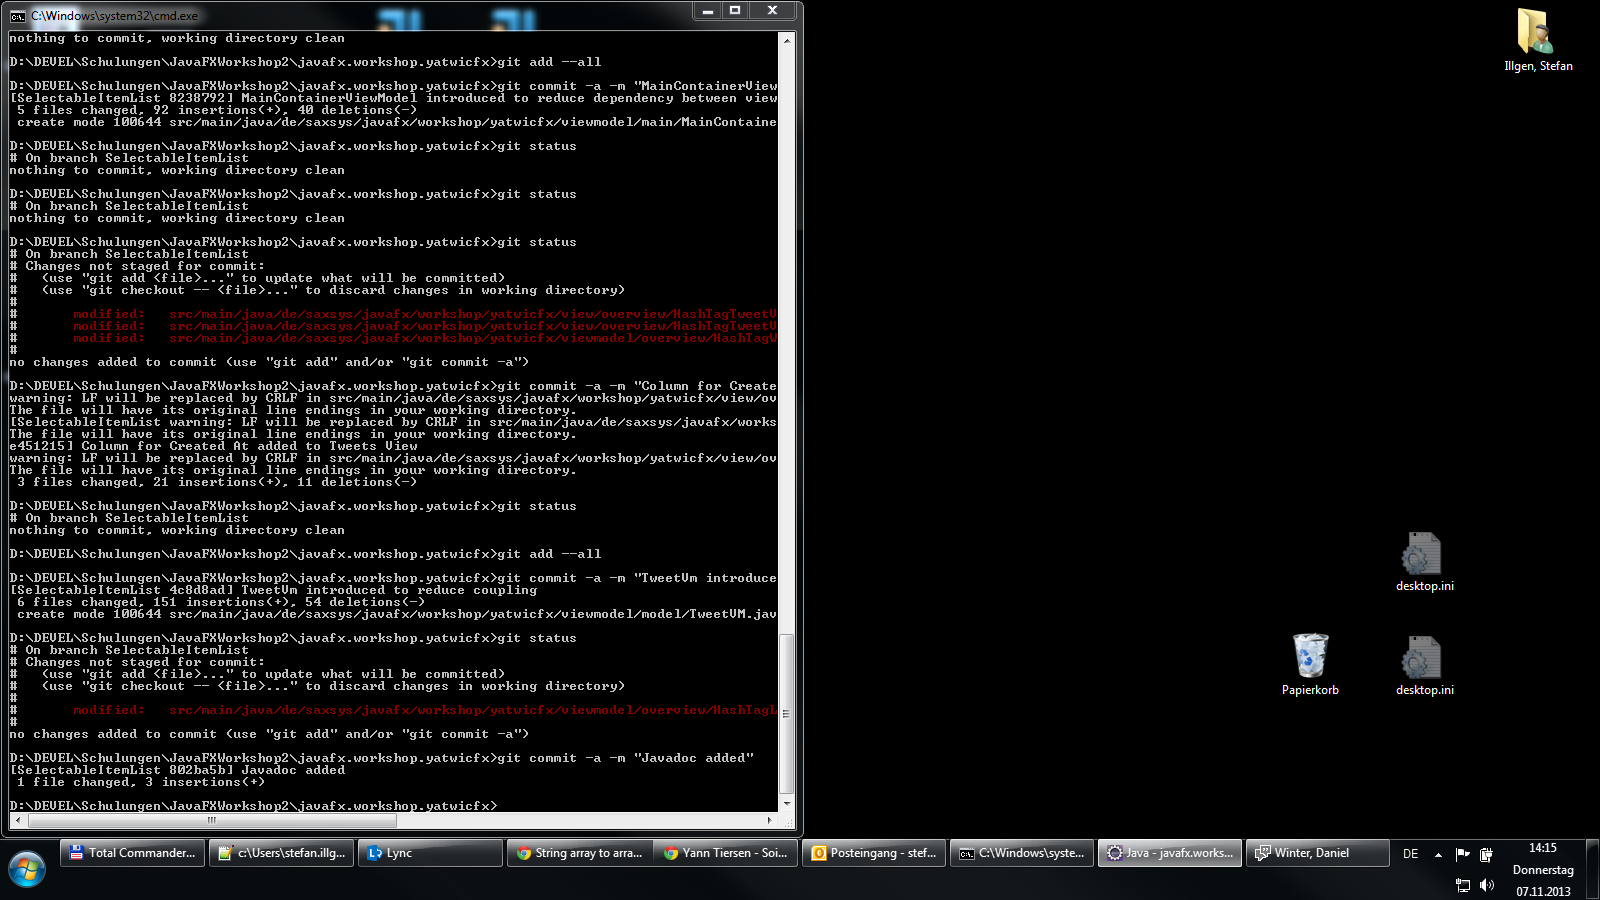 C:\Windows\system32\cmd.exe
nothing to commit, working directory clean
D:\DEVEL\Schulungen\JavaFXWorkshop2\javafx.workshop.yatwicfx>git add --all
D:\DEVEL\Schulungen\JavaFXWorkshop2\javafx.workshop.yatwicfx>git commit -a -m "MainContainerView
[SelectableItemList 8238792] MainContainerViewModel introduced to reduce dependency between view
 5 files changed, 92 insertions(+), 40 deletions(-)
 create mode 100644 src/main/java/de/saxsys/javafx/workshop/yatwicfx/viewmodel/main/MainContaine
D:\DEVEL\Schulungen\JavaFXWorkshop2\javafx.workshop.yatwicfx>git status
# On branch SelectableItemList
nothing to commit, working directory clean
D:\DEVEL\Schulungen\JavaFXWorkshop2\javafx.workshop.yatwicfx>git status
# On branch SelectableItemList
nothing to commit, working directory clean
D:\DEVEL\Schulungen\JavaFXWorkshop2\javafx.workshop.yatwicfx>git status
# On branch SelectableItemList
# Changes not staged for commit:
#   (use "git add <file>..." to update what will be committed)
#   (use "git checkout -- <file>..." to discard changes in working directory)
#
#       modified:   src/main/java/de/saxsys/javafx/workshop/yatwicfx/view/overview/HashTagTweetV
#       modified:   src/main/java/de/saxsys/javafx/workshop/yatwicfx/view/overview/HashTagTweetV
#       modified:   src/main/java/de/saxsys/javafx/workshop/yatwicfx/viewmodel/overview/HashTagV
#
no changes added to commit (use "git add" and/or "git commit -a")
D:\DEVEL\Schulungen\JavaFXWorkshop2\javafx.workshop.yatwicfx>git commit -a -m "Column for Create
warning: LF will be replaced by CRLF in src/main/java/de/saxsys/javafx/workshop/yatwicfx/view/ov
The file will have its original line endings in your working directory.
[SelectableItemList warning: LF will be replaced by CRLF in src/main/java/de/saxsys/javafx/works
The file will have its original line endings in your working directory.
e451215] Column for Created At added to Tweets View
warning: LF will be replaced by CRLF in src/main/java/de/saxsys/javafx/workshop/yatwicfx/view/ov
The file will have its original line endings in your working directory.
 3 files changed, 21 insertions(+), 11 deletions(-)
D:\DEVEL\Schulungen\JavaFXWorkshop2\javafx.workshop.yatwicfx>git status
# On branch SelectableItemList
nothing to commit, working directory clean
D:\DEVEL\Schulungen\JavaFXWorkshop2\javafx.workshop.yatwicfx>git add --all
D:\DEVEL\Schulungen\JavaFXWorkshop2\javafx.workshop.yatwicfx>git commit -a -m "TweetVm introduce
[SelectableItemList 4c8d8ad] TweetVm introduced to reduce coupling
 6 files changed, 151 insertions(+), 54 deletions(-)
 create mode 100644 src/main/java/de/saxsys/javafx/workshop/yatwicfx/viewmodel/model/TweetVM.jav
D:\DEVEL\Schulungen\JavaFXWorkshop2\javafx.workshop.yatwicfx>git status
# On branch SelectableItemList
# Changes not staged for commit:
#   (use "git add <file>..." to update what will be committed)
#   (use "git checkout -- <file>..." to discard changes in working directory)
#
#       modified:   src/main/java/de/saxsys/javafx/workshop/yatwicfx/viewmodel/overview/HashTagL
#
no changes added to commit (use "git add" and/or "git commit -a")
D:\DEVEL\Schulungen\JavaFXWorkshop2\javafx.workshop.yatwicfx>git commit -a -m "Javadoc added"
[SelectableItemList 802ba5b] Javadoc added
 1 file changed, 3 insertions(+)
D:\DEVEL\Schulungen\JavaFXWorkshop2\javafx.workshop.yatwicfx>
Illgen, Stefan
desktop.ini
Papierkorb
desktop.ini
Total Commander...
c:\Users\stefan.illg...
Lync
String array to arra...
Yann Tiersen - Soi...
Posteingang - stef...
C:\Windows\syste...
Java - javafx.works...
Winter, Daniel
DE
14:15
Donnerstag
07.11.2013